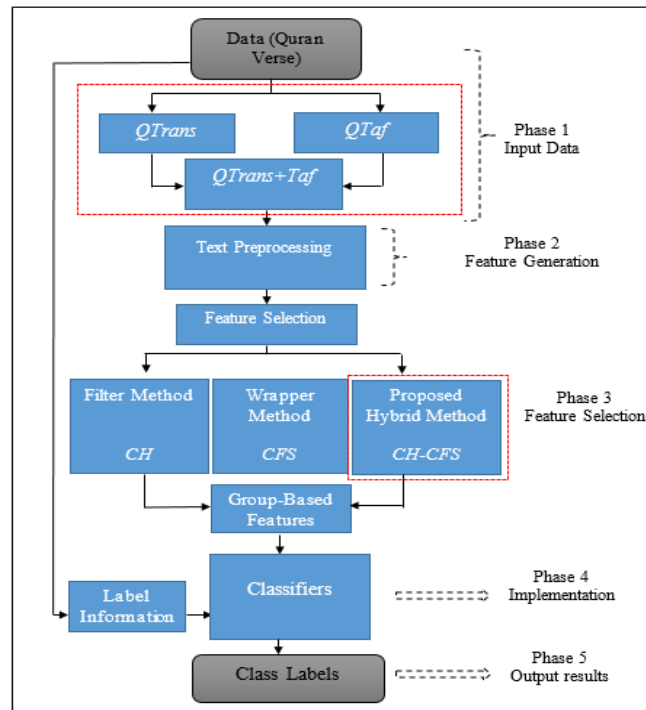 Data (Quran
Verse)
QTrans
QTaf
QTrans+Taf
Phase 1
Input Data
Text Preprocessing
Phase 2
Feature Generation
Feature Selection
Filter Method
CH
Wrapper
Method
CFS
Proposed
Hybrid Method
CH-CFS
Phase 3
Feature Selection
Group-Based
Features
Label
Information
Classifiers
Phase 4
Implementation
Class Labels
Phase 5
Output results